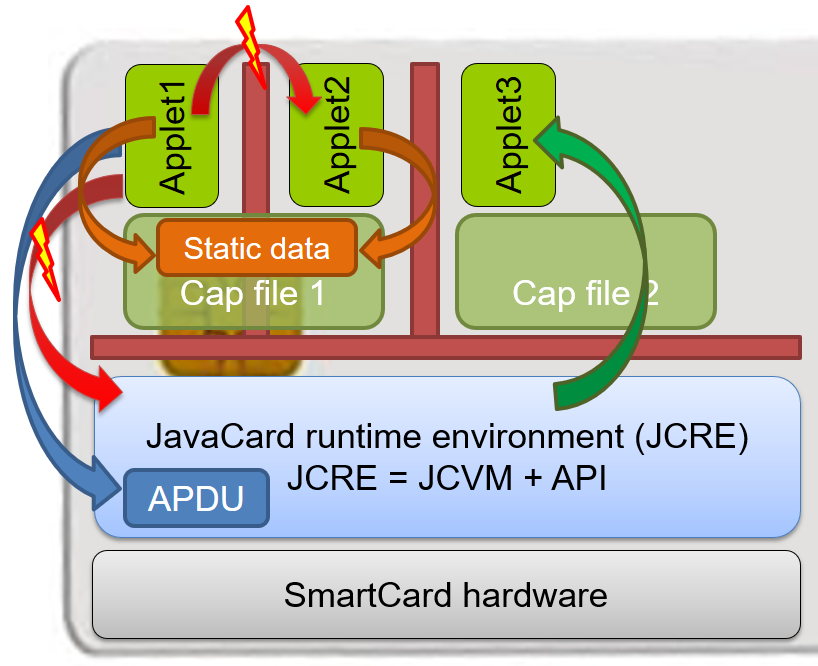 Applet1
Applet2
Applet3
Static data
Cap file 1
Cap file 2
JavaCard runtime environment (JCRE)
JCRE = JCVM + API
APDU
SmartCard hardware